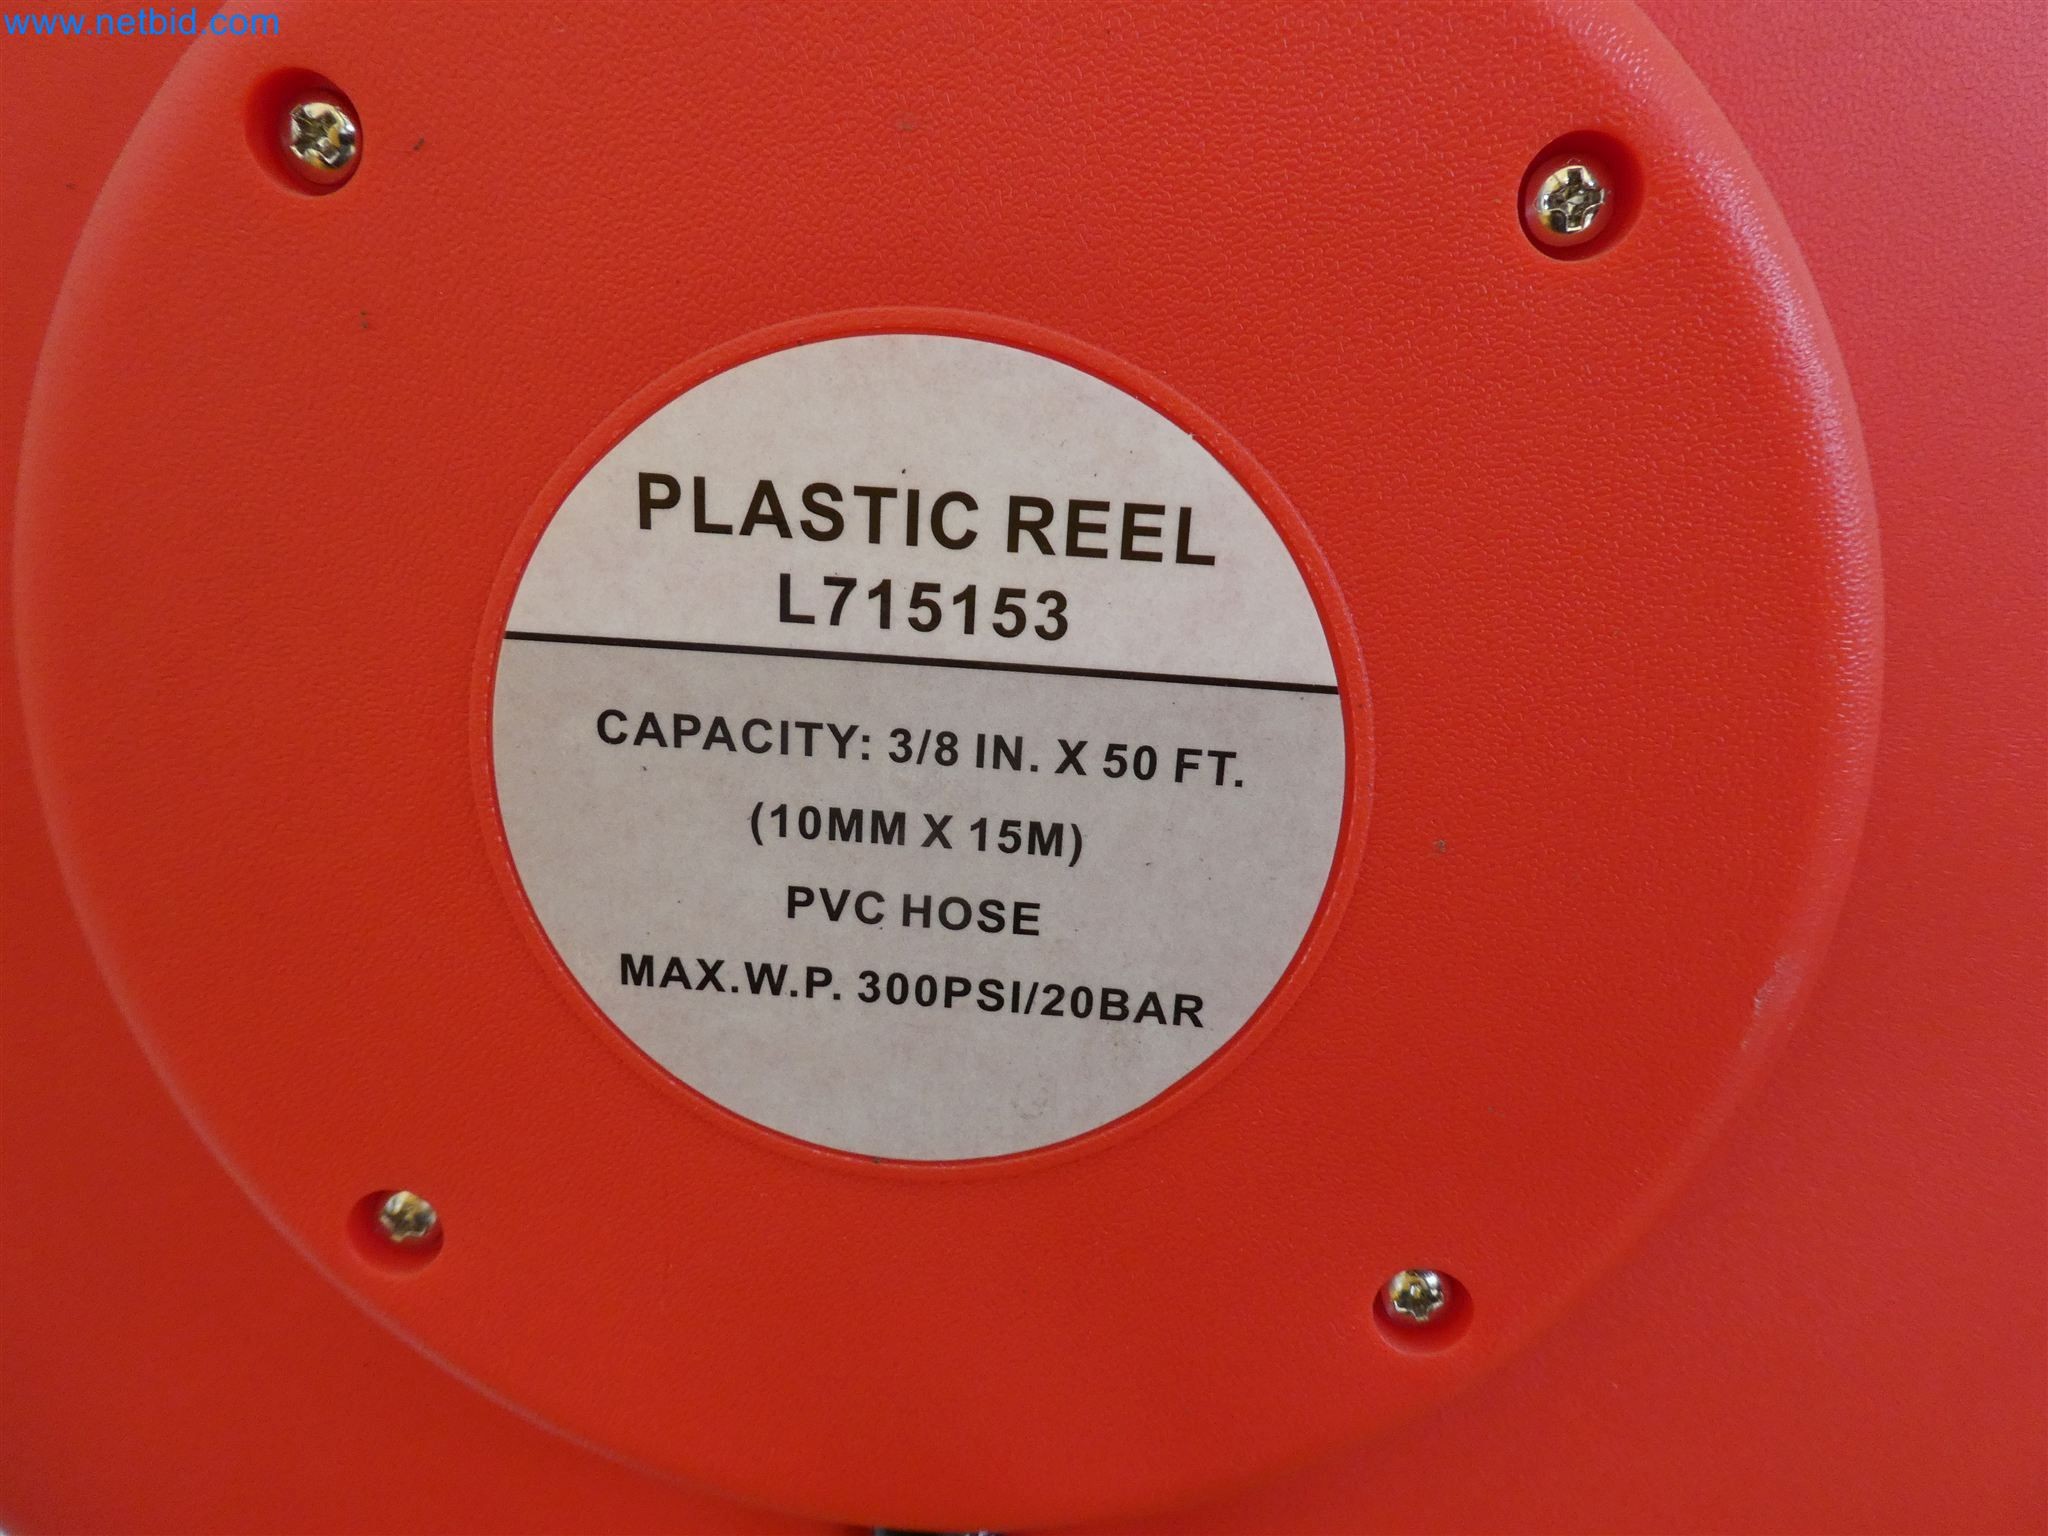 www.netbid.com
PLASTIC REEL
L715153
CAPACITY: 3/8 IN. X 50 FT.
(10MM X 15M)
PVC HOSE
MAX.W.P. 300PSI/20BAR